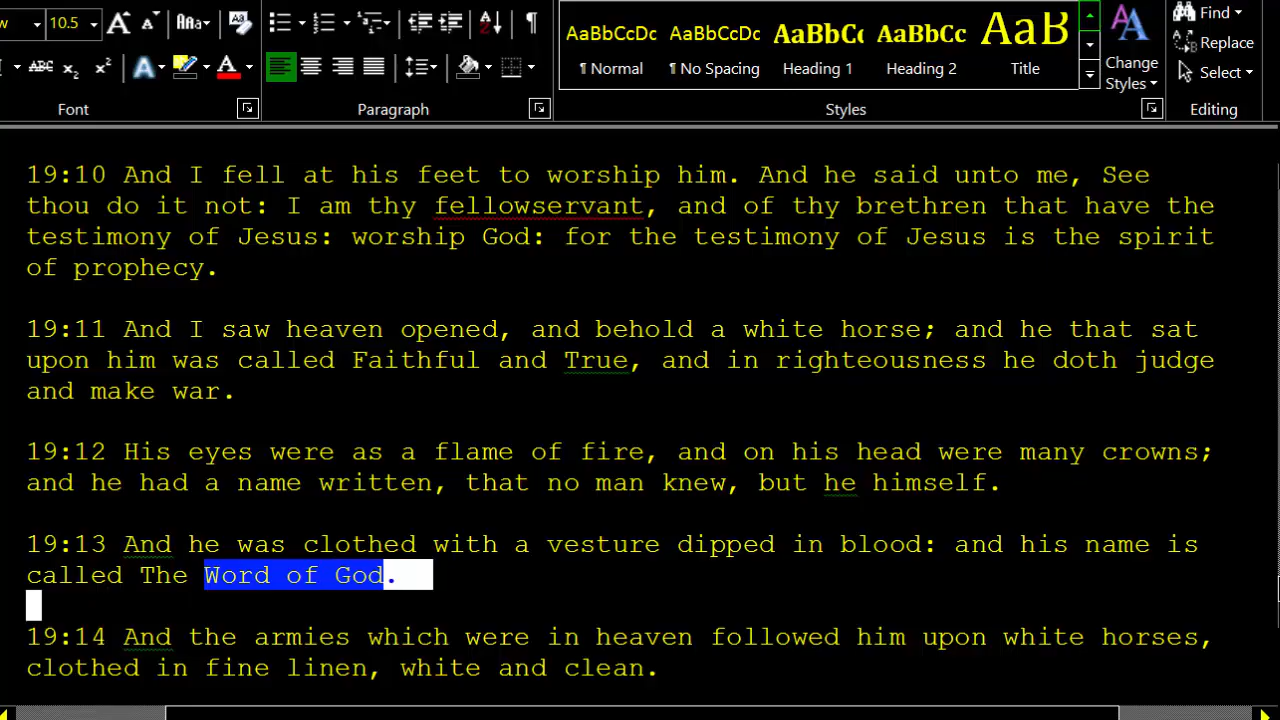 10.5 Aa Find
ABC X2 X2 A A Replace
AaBbCcDc AaBbCcDc AaBbCc AaBbCc AaB
¶ Normal ¶ No Spacing Heading 1 Heading 2 Title Change Styles Select
Font Paragraph Styles Editing
19:10 And I fell at his feet to worship him. And he said unto me, See
thou do it not: I am thy fellowservant, and of thy brethren that have the
testimony of Jesus: worship God: for the testimony of Jesus is the spirit
of prophecy.
19:11 And I saw heaven opened, and behold a white horse; and he that sat
upon him was called Faithful and True, and in righteousness he doth judge
and make war.
19:12 His eyes were as a flame of fire, and on his head were many crowns;
and he had a name written, that no man knew, but he himself.
19:13 And he was clothed with a vesture dipped in blood: and his name is
called The Word of God.
19:14 And the armies which were in heaven followed him upon white horses,
clothed in fine linen, white and clean.